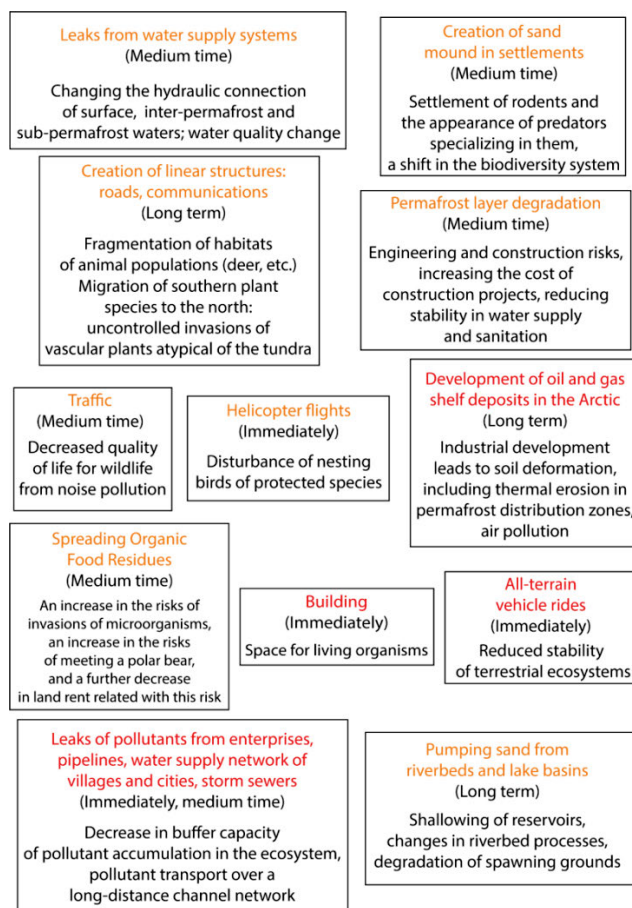 Leaks from water supply systems
(Medium time)
Changing the hydraulic connection
of surface, inter-permafrost and
sub-permafrost waters; water quality change
Creation of sand
mound in settlements
(Medium time)
Settlement of rodents and
the appearance of predators
specializing in them,
a shift in the biodiversity system
Creation of linear structures:
roads, communications
(Long term)
Fragmentation of habitats
of animal populations (deer, etc.)
Migration of southern plant
species to the north:
uncontrolled invasions of
vascular plants atypical of the tundra
Permafrost layer degradation
(Medium time)
Engineering and construction risks,
increasing the cost of
construction projects, reducing
stability in water supply
and sanitation
Traffic
(Medium time)
Decreased quality
of life for wildlife
from noise pollution
Helicopter flights
(Immediately)
Disturbance of nesting
birds of protected species
Development of oil and gas
shelf deposits in the Arctic
(Long term)
Industrial development
leads to soil deformation,
including thermal erosion in
permafrost distribution zones,
air pollution
Spreading Organic
Food Residues
(Medium time)
An increase in the risks of
invasions of microorganisms,
an increase in the risks
of meeting a polar bear,
and a further decrease
in land rent related with this risk
Building
(Immediately)
Space for living organisms
All-terrain
vehicle rides
(Immediately)
Reduced stability
of terrestrial ecosystems
Leaks of pollutants from enterprises,
pipelines, water supply network of
villages and cities, storm sewers
(Immediately, medium time)
Decrease in buffer capacity
of pollutant accumulation in the ecosystem,
pollutant transport over a
long-distance channel network
Pumping sand from
riverbeds and lake basins
(Long term)
Shallowing of reservoirs,
changes in riverbed processes,
degradation of spawning grounds